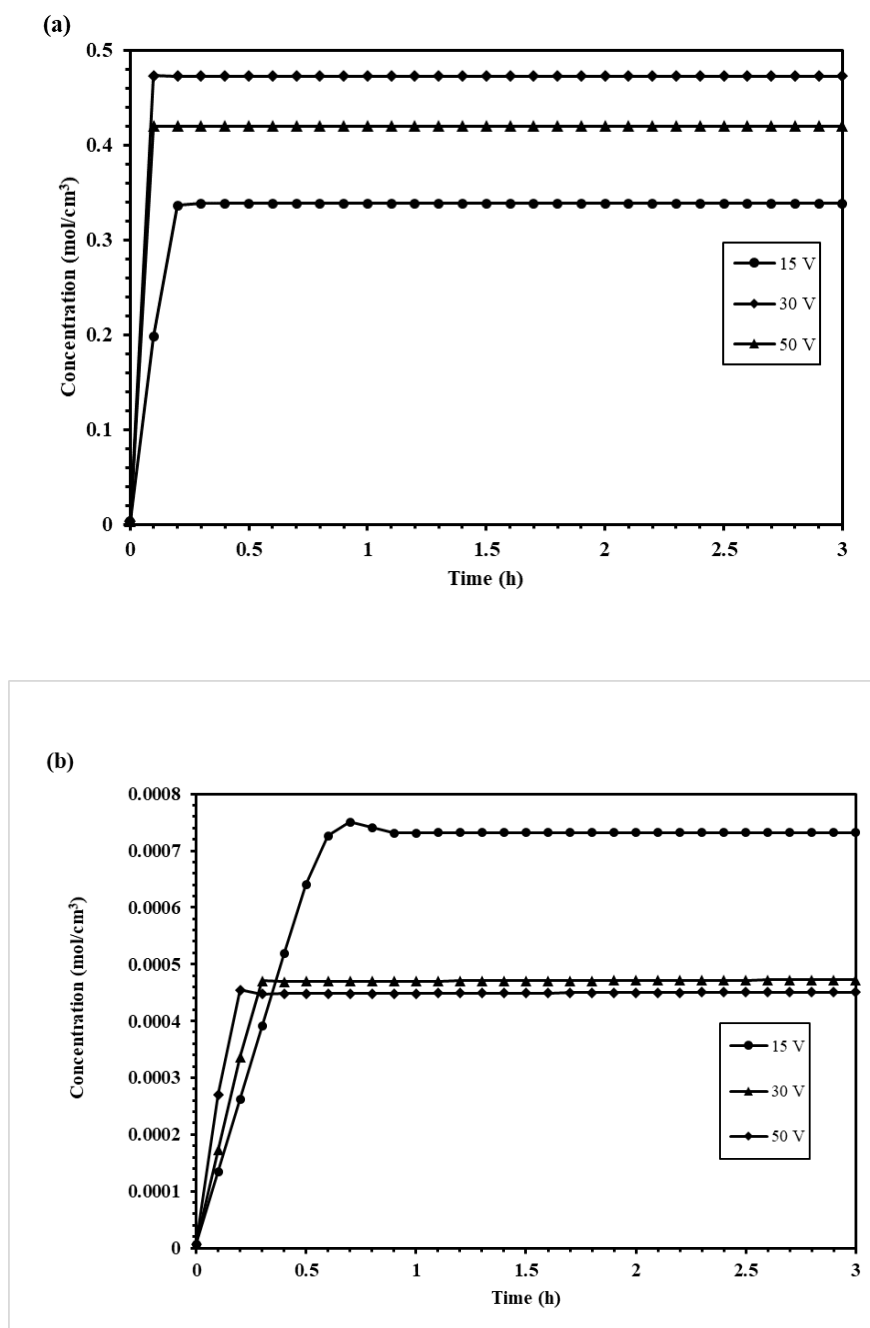 (a)
0.5
0.4
0.3
0.2
0.1
0
Concentration (mol/cm³)
15 V
30 V
50 V
0 0.5 1 1.5 2 2.5 3
Time (h)
(b)
0.0008
0.0007
0.0006
0.0005
0.0004
0.0003
0.0002
0.0001
0
Concentration (mol/cm³)
15 V
30 V
50 V
0 0.5 1 1.5 2 2.5 3
Time (h)